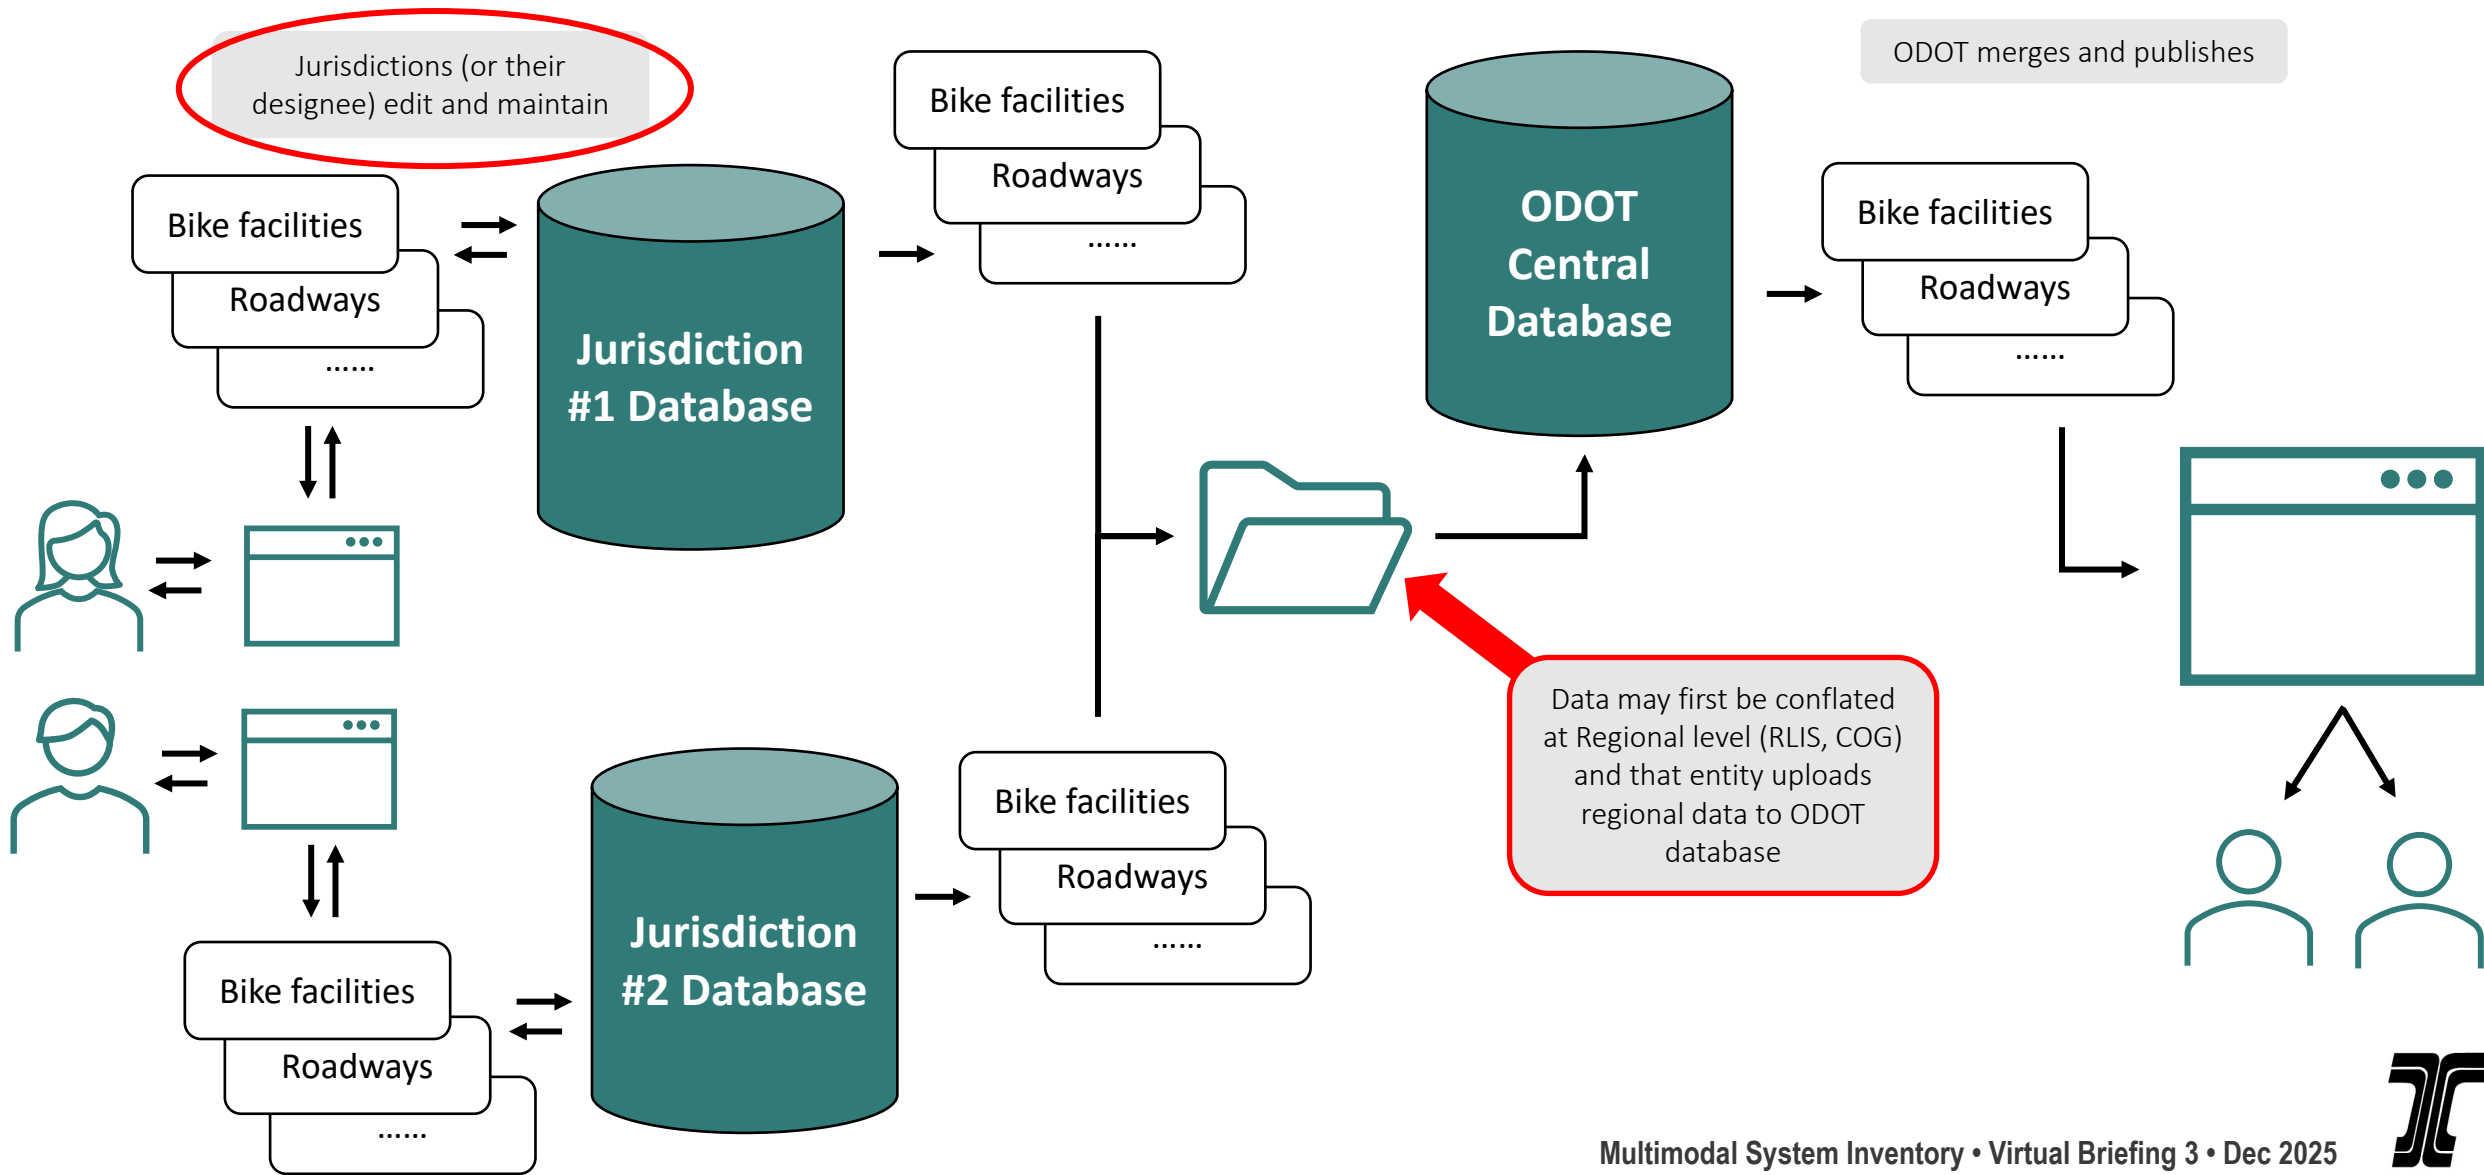 Jurisdictions (or their
designee) edit and maintain
Bike facilities
Roadways
......
Jurisdiction
#1 Database
Bike facilities
Roadways
......
ODOT
Central
Database
ODOT merges and publishes
Bike facilities
Roadways
......
Data may first be conflated
at Regional level (RLIS, COG)
and that entity uploads
regional data to ODOT
database
Bike facilities
Roadways
......
Jurisdiction
#2 Database
Bike facilities
Roadways
......
Multimodal System Inventory • Virtual Briefing 3 • Dec 2025